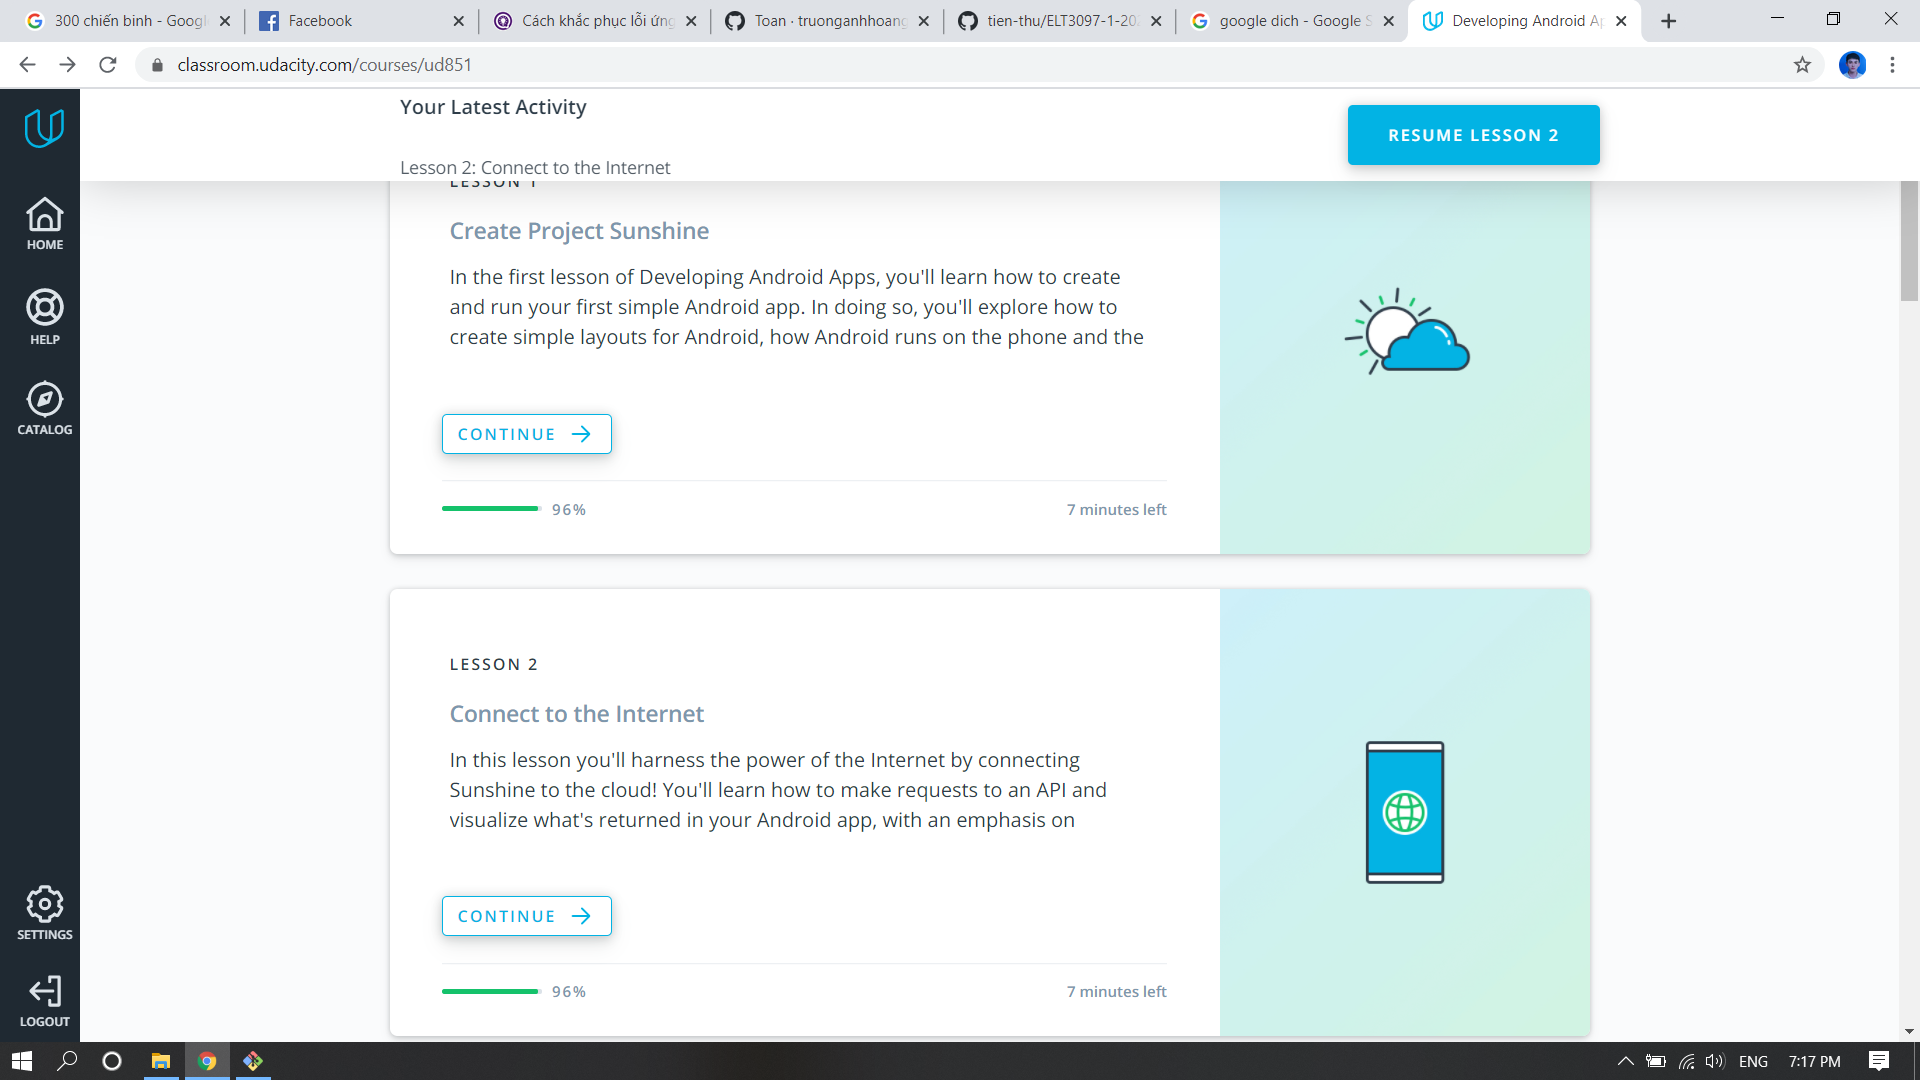 300 chiến binh - Googl
Facebook
Cách khắc phục lỗi ứng
Toan · truonganhhoang
tien-thu/ELT3097-1-202
google dich - Google S
Developing Android Ap
classroom.udacity.com/courses/ud851
Your Latest Activity
RESUME LESSON 2
Lesson 2: Connect to the Internet
HOME
HELP
CATALOG
SETTINGS
LOGOUT
LESSON 1
Create Project Sunshine
In the first lesson of Developing Android Apps, you'll learn how to create
and run your first simple Android app. In doing so, you'll explore how to
create simple layouts for Android, how Android runs on the phone and the
CONTINUE
96%
7 minutes left
LESSON 2
Connect to the Internet
In this lesson you'll harness the power of the Internet by connecting
Sunshine to the cloud! You'll learn how to make requests to an API and
visualize what's returned in your Android app, with an emphasis on
CONTINUE
96%
7 minutes left
ENG
7:17 PM